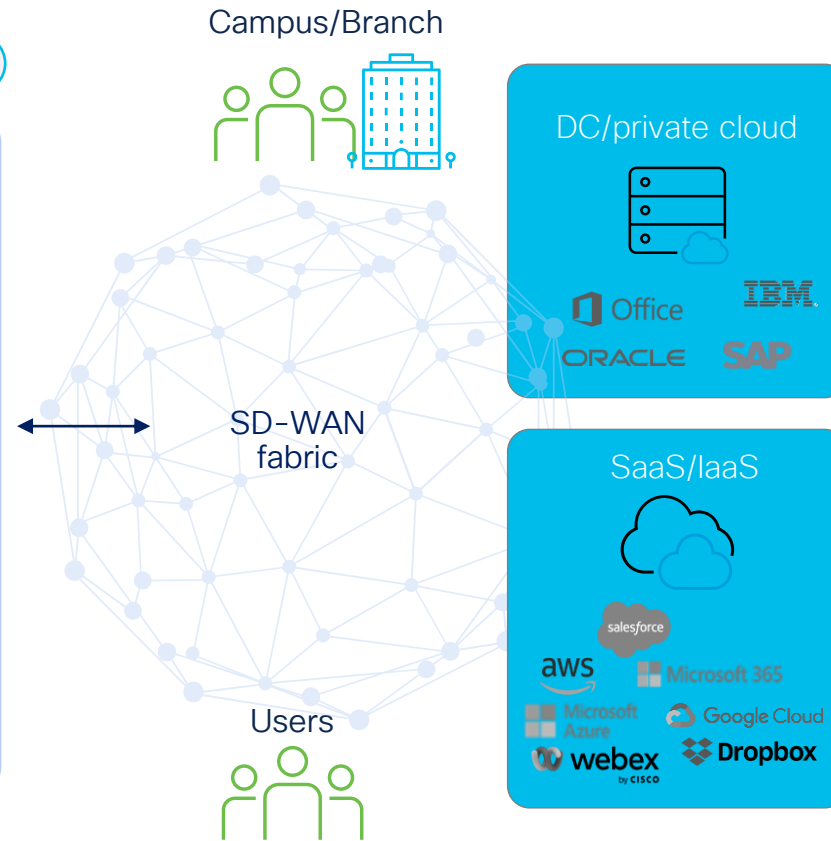 Campus/Branch
DC/private cloud
Office
IBM
ORACLE
SAP
SD-WAN
fabric
SaaS/IaaS
salesforce
aws
Microsoft 365
Microsoft
Azure
Google Cloud
webex
by CISCO
Dropbox
Users